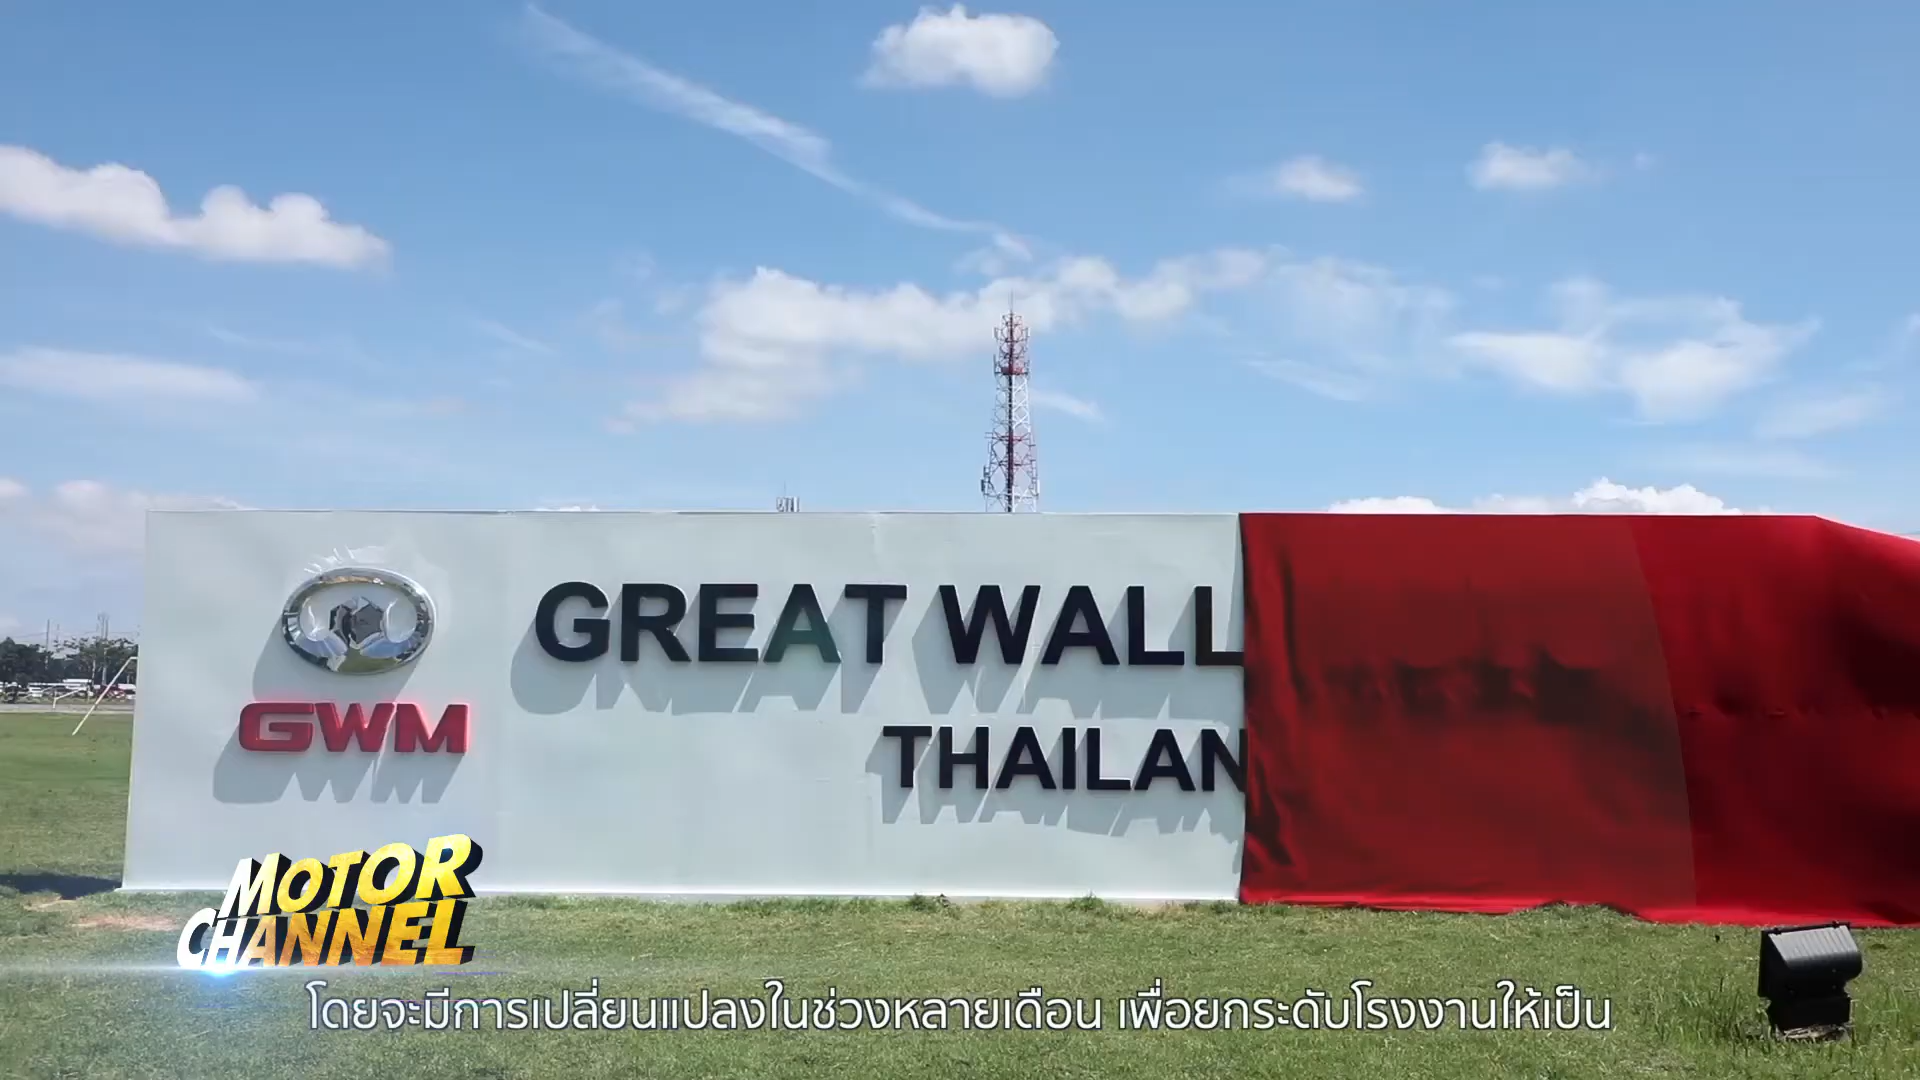 GREAT WALL
GWM
THAILAN
MOTOR
CHANNEL
โดยจะมีการเปลี่ยนแปลงในช่วงหลายเดือน เพื่อยกระดับโรงงานให้เป็น